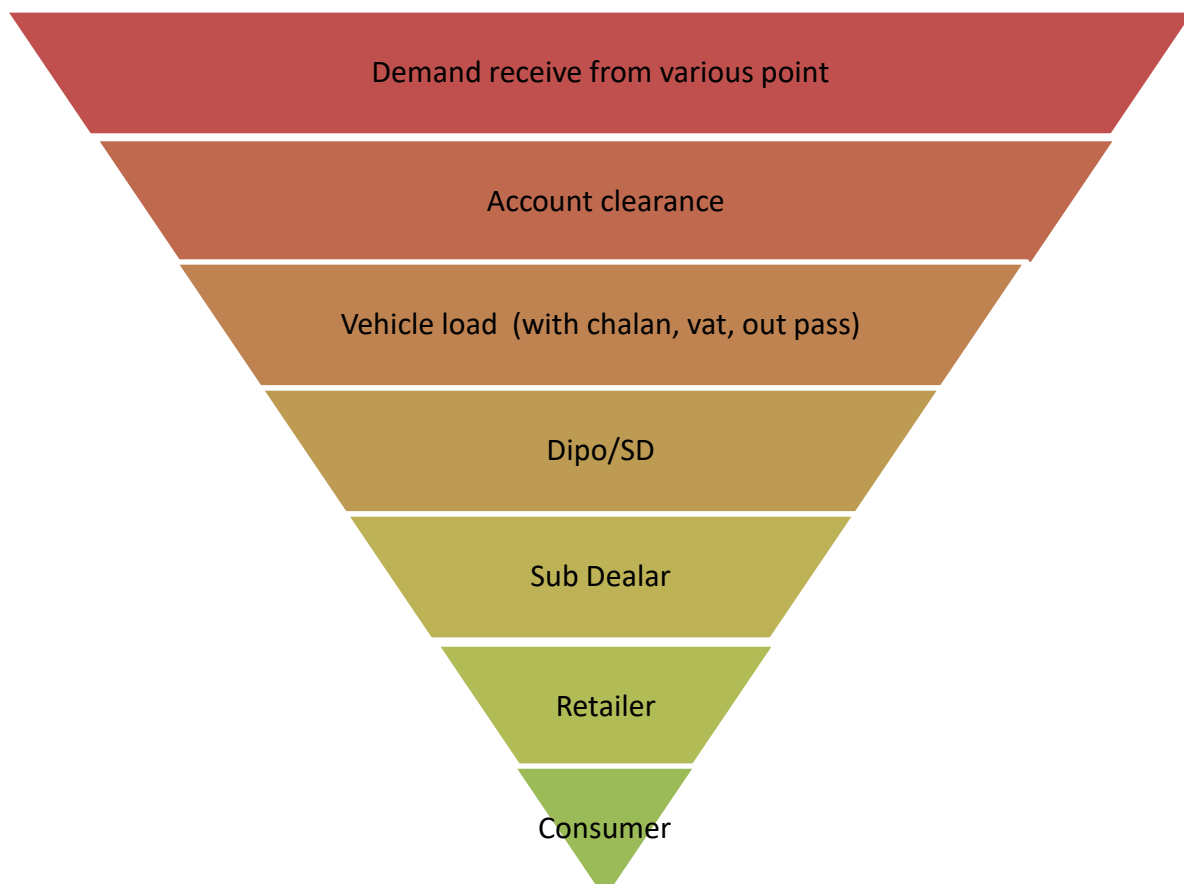 Demand receive from various point
Account clearance
Vehicle load  (with chalan, vat, out pass)
Dipo/SD
Sub Dealar
Retailer
Consumer